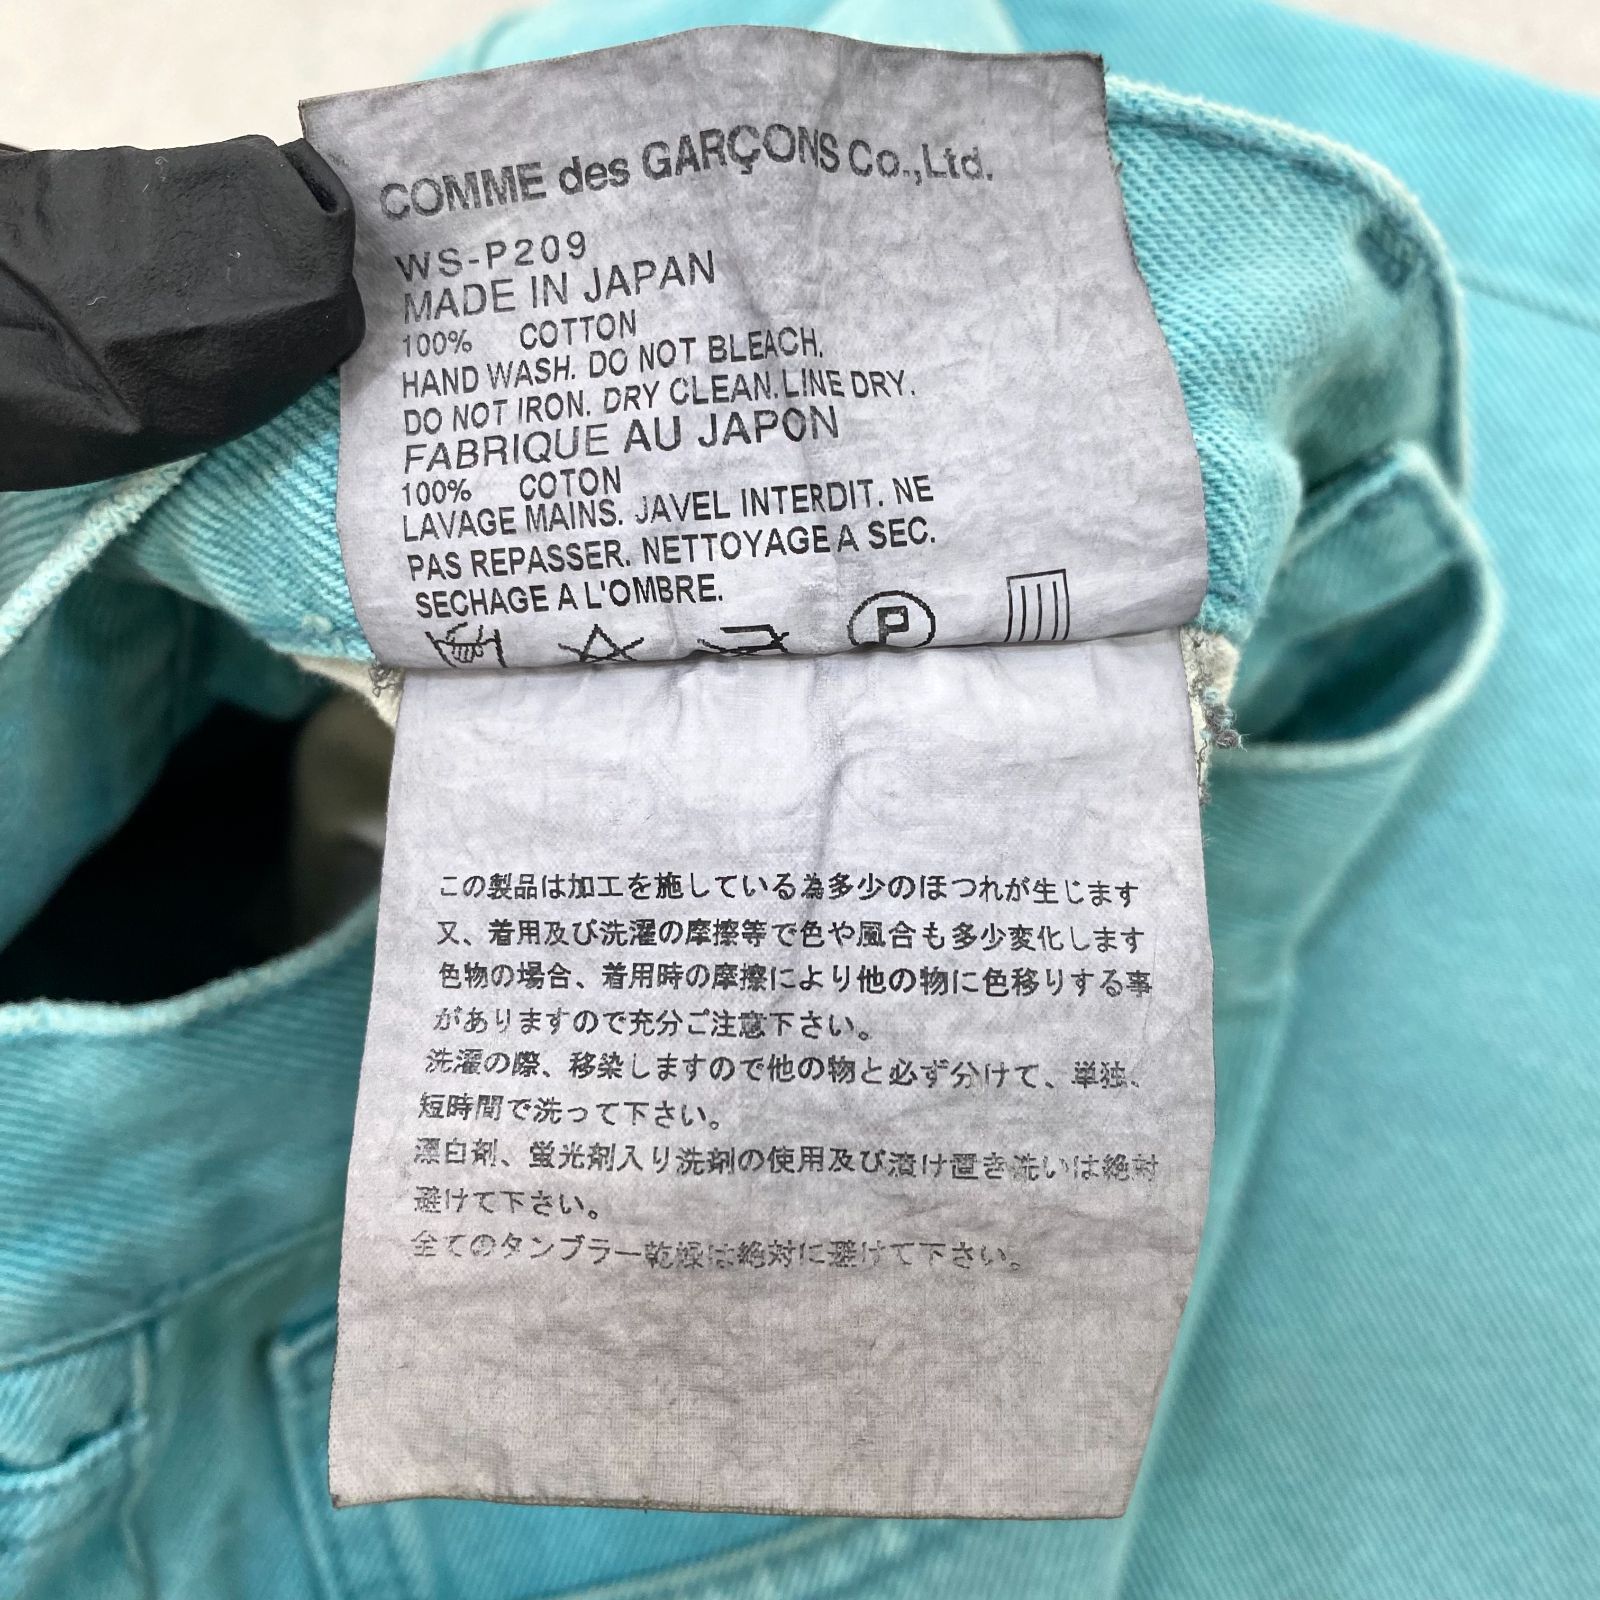 COMME des GARÇONS Co.,Ltd.
WS-P209
MADE IN JAPAN
100% COTTON
HAND WASH. DO NOT BLEACH.
DO NOT IRON. DRY CLEAN. LINE DRY.
FABRIQUE AU JAPON
100% COTON
LAVAGE MAINS. JAVEL INTERDIT. NE
PAS REPASSER. NETTOYAGE A SEC.
SECHAGE A L'OMBRE.
P
この製品は加工を施している為多少のほつれが生じます
又、着用及び洗濯の摩擦等で色や風合も多少変化します
色物の場合、着用時の摩擦により他の物に色移りする事
がありますので充分ご注意下さい。
洗濯の際、移染しますので他の物と必ず分けて、単独、
短時間で洗って下さい。
漂白剤、蛍光剤入り洗剤の使用及び漬け置き洗いは絶対
避けて下さい。
全てのタンブラー乾燥は絶対に避けて下さい。